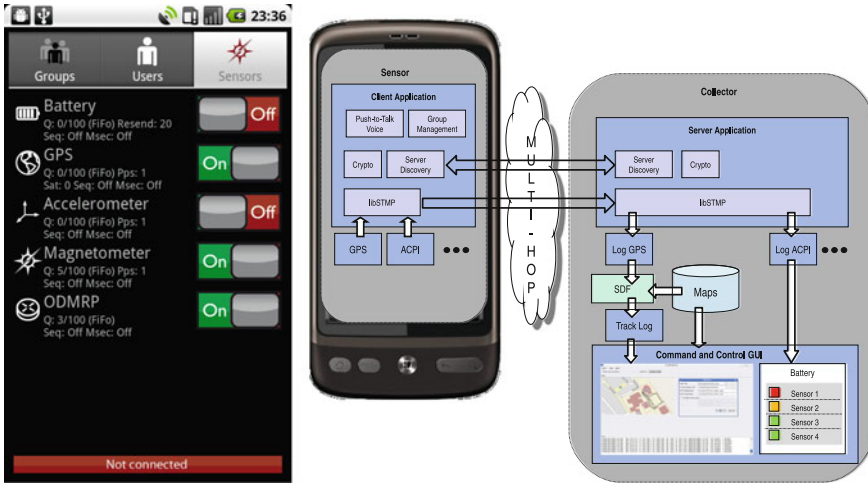 23:36
Groups Users Sensors
Battery
Q: 0/100 (FiFo) Resend: 20
Seq: Off Msec: Off
Off
GPS
Q: 0/100 (FiFo) Pps: 1
Sat: 0 Seq: Off Msec: Off
On
Accelerometer
Q: 0/100 (FiFo) Pps: 1
Seq: Off Msec: Off
Off
Magnetometer
Q: 5/100 (FiFo) Pps: 1
Seq: Off Msec: Off
On
ODMRP
Q: 3/100 (FiFo)
Seq: Off Msec: Off
On
Not connected
Sensor
Client Application
Push-to-Talk
Voice
Group
Management
Crypto
Server
Discovery
libSTMP
GPS
ACPI
MULTI-HOP
Collector
Server Application
Server
Discovery
Crypto
libSTMP
Log GPS
Log ACPI
SDF
Maps
Track Log
Command and Control GUI
Battery
Sensor 1
Sensor 2
Sensor 3
Sensor 4